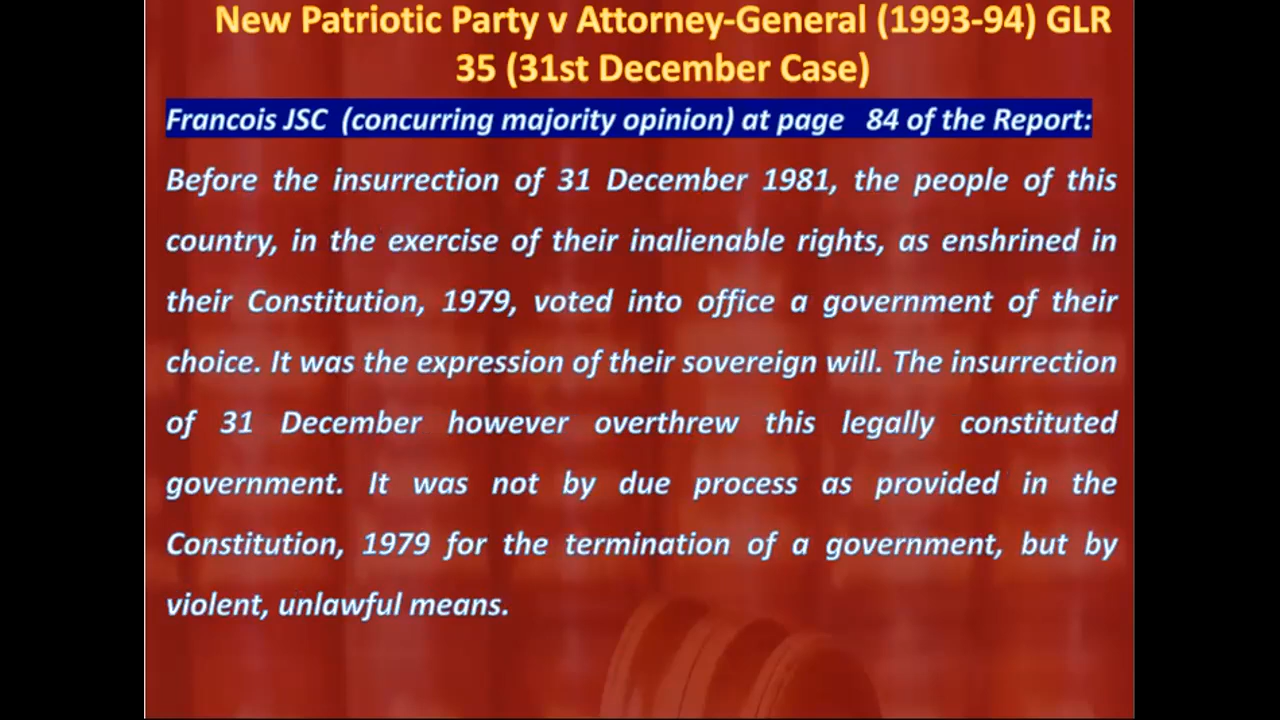 New Patriotic Party v Attorney-General (1993-94) GLR
35 (31st December Case)
Francois JSC (concurring majority opinion) at page 84 of the Report:
Before the insurrection of 31 December 1981, the people of this
country, in the exercise of their inalienable rights, as enshrined in
their Constitution, 1979, voted into office a government of their
choice. It was the expression of their sovereign will. The insurrection
of 31 December however overthrew this legally constituted
government. It was not by due process as provided in the
Constitution, 1979 for the termination of a government, but by
violent, unlawful means.